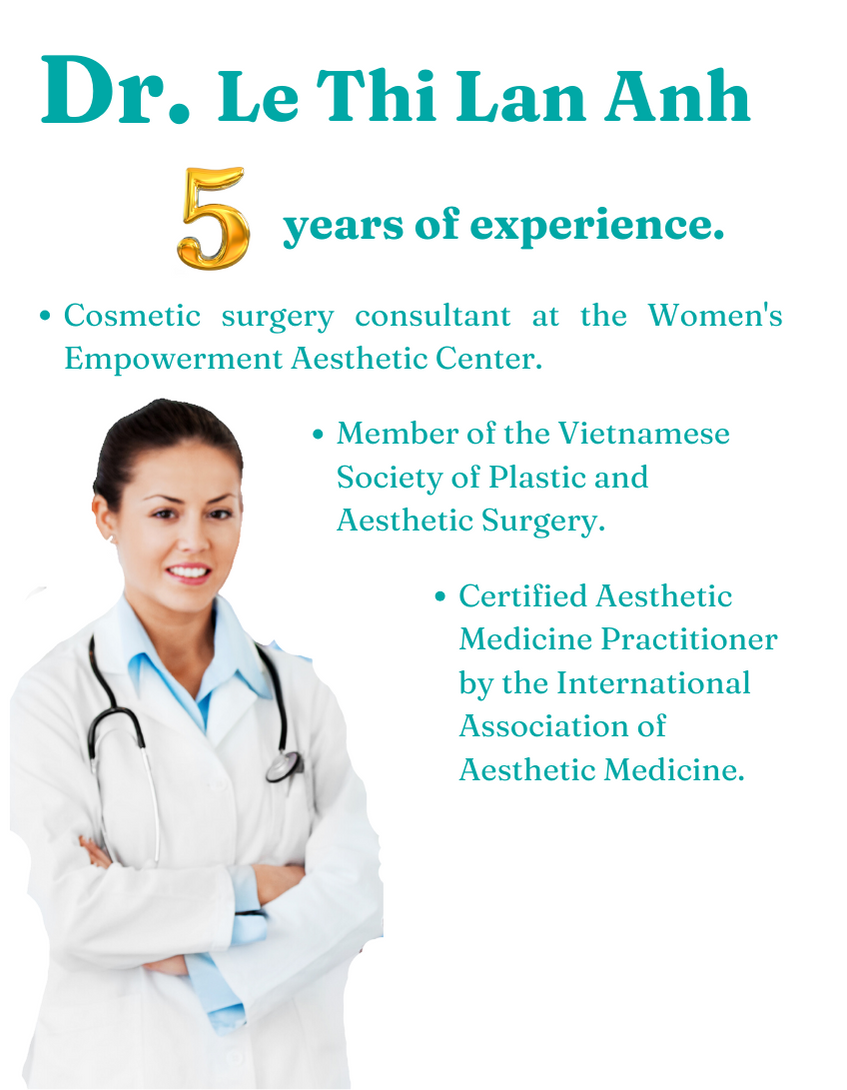 Dr. Le Thi Lan Anh
5 years of experience.
• Cosmetic surgery consultant at the Women's
Empowerment Aesthetic Center.
• Member of the Vietnamese
Society of Plastic and
Aesthetic Surgery.
• Certified Aesthetic
Medicine Practitioner
by the International
Association of
Aesthetic Medicine.